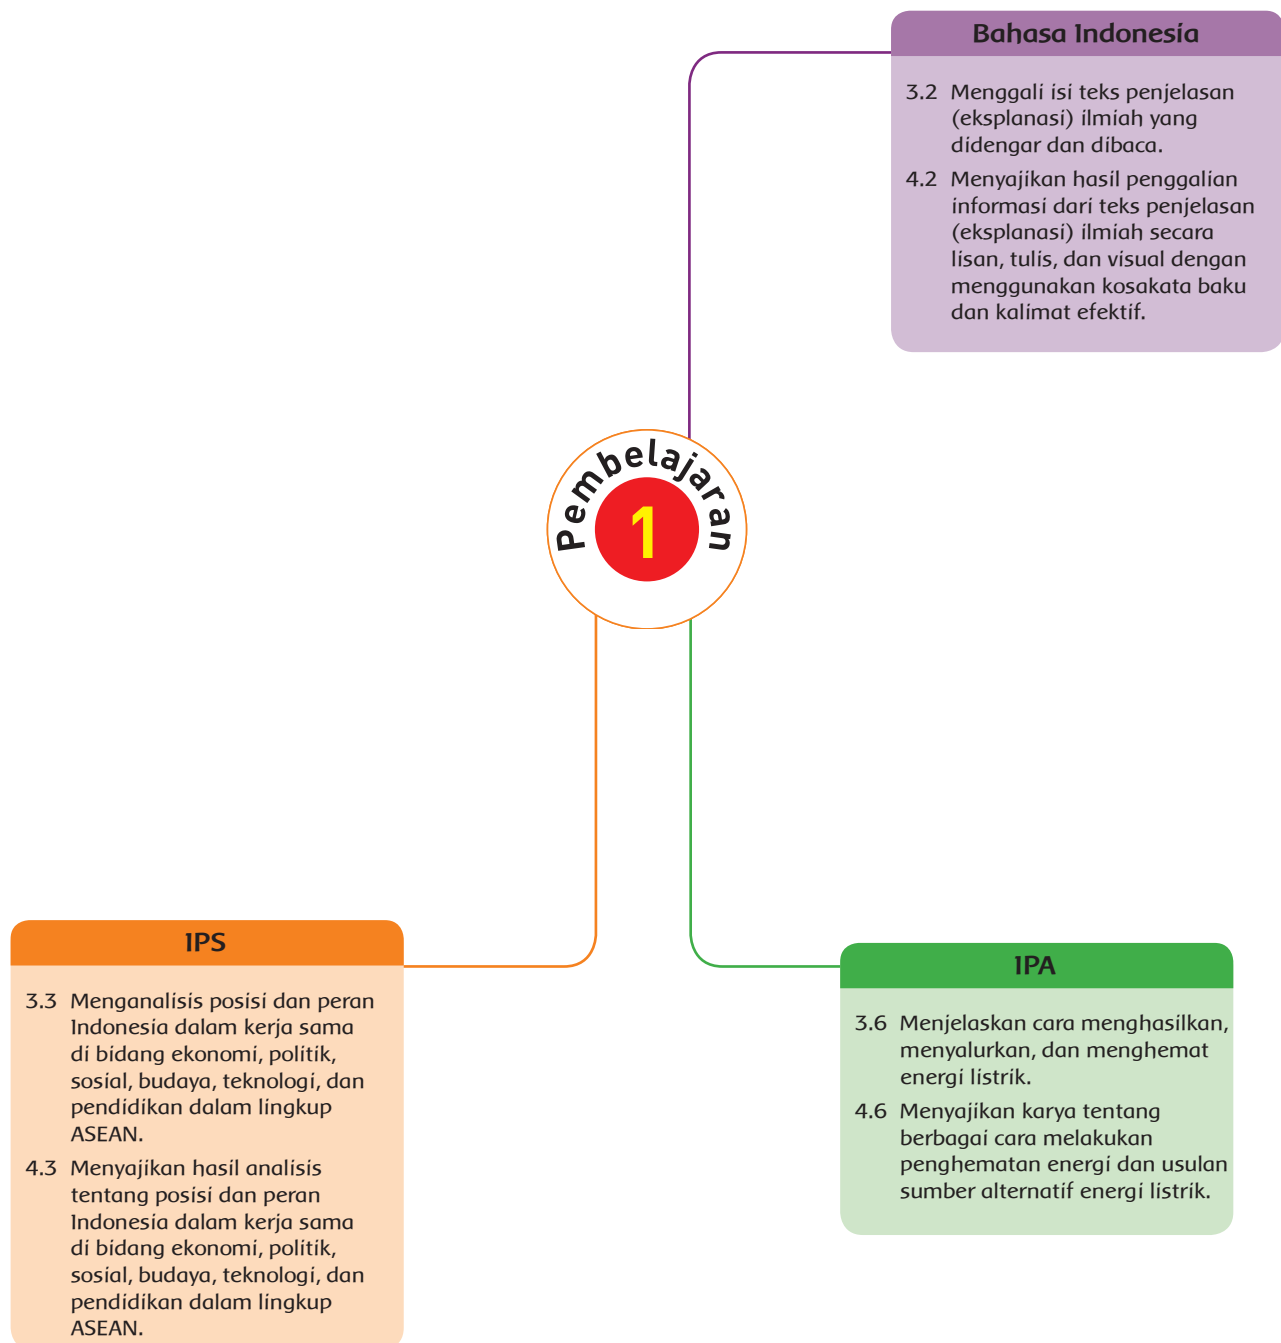 Bahasa Indonesia
3.2 Menggali isi teks penjelasan
(eksplanasi) ilmiah yang
didengar dan dibaca.
4.2 Menyajikan hasil penggalian
informasi dari teks penjelasan
(eksplanasi) ilmiah secara
lisan, tulis, dan visual dengan
menggunakan kosakata baku
dan kalimat efektif.
Pembelajaran
1
IPS
3.3 Menganalisis posisi dan peran
Indonesia dalam kerja sama
di bidang ekonomi, politik,
sosial, budaya, teknologi, dan
pendidikan dalam lingkup
ASEAN.
4.3 Menyajikan hasil analisis
tentang posisi dan peran
Indonesia dalam kerja sama
di bidang ekonomi, politik,
sosial, budaya, teknologi, dan
pendidikan dalam lingkup
ASEAN.
IPA
3.6 Menjelaskan cara menghasilkan,
menyalurkan, dan menghemat
energi listrik.
4.6 Menyajikan karya tentang
berbagai cara melakukan
penghematan energi dan usulan
sumber alternatif energi listrik.